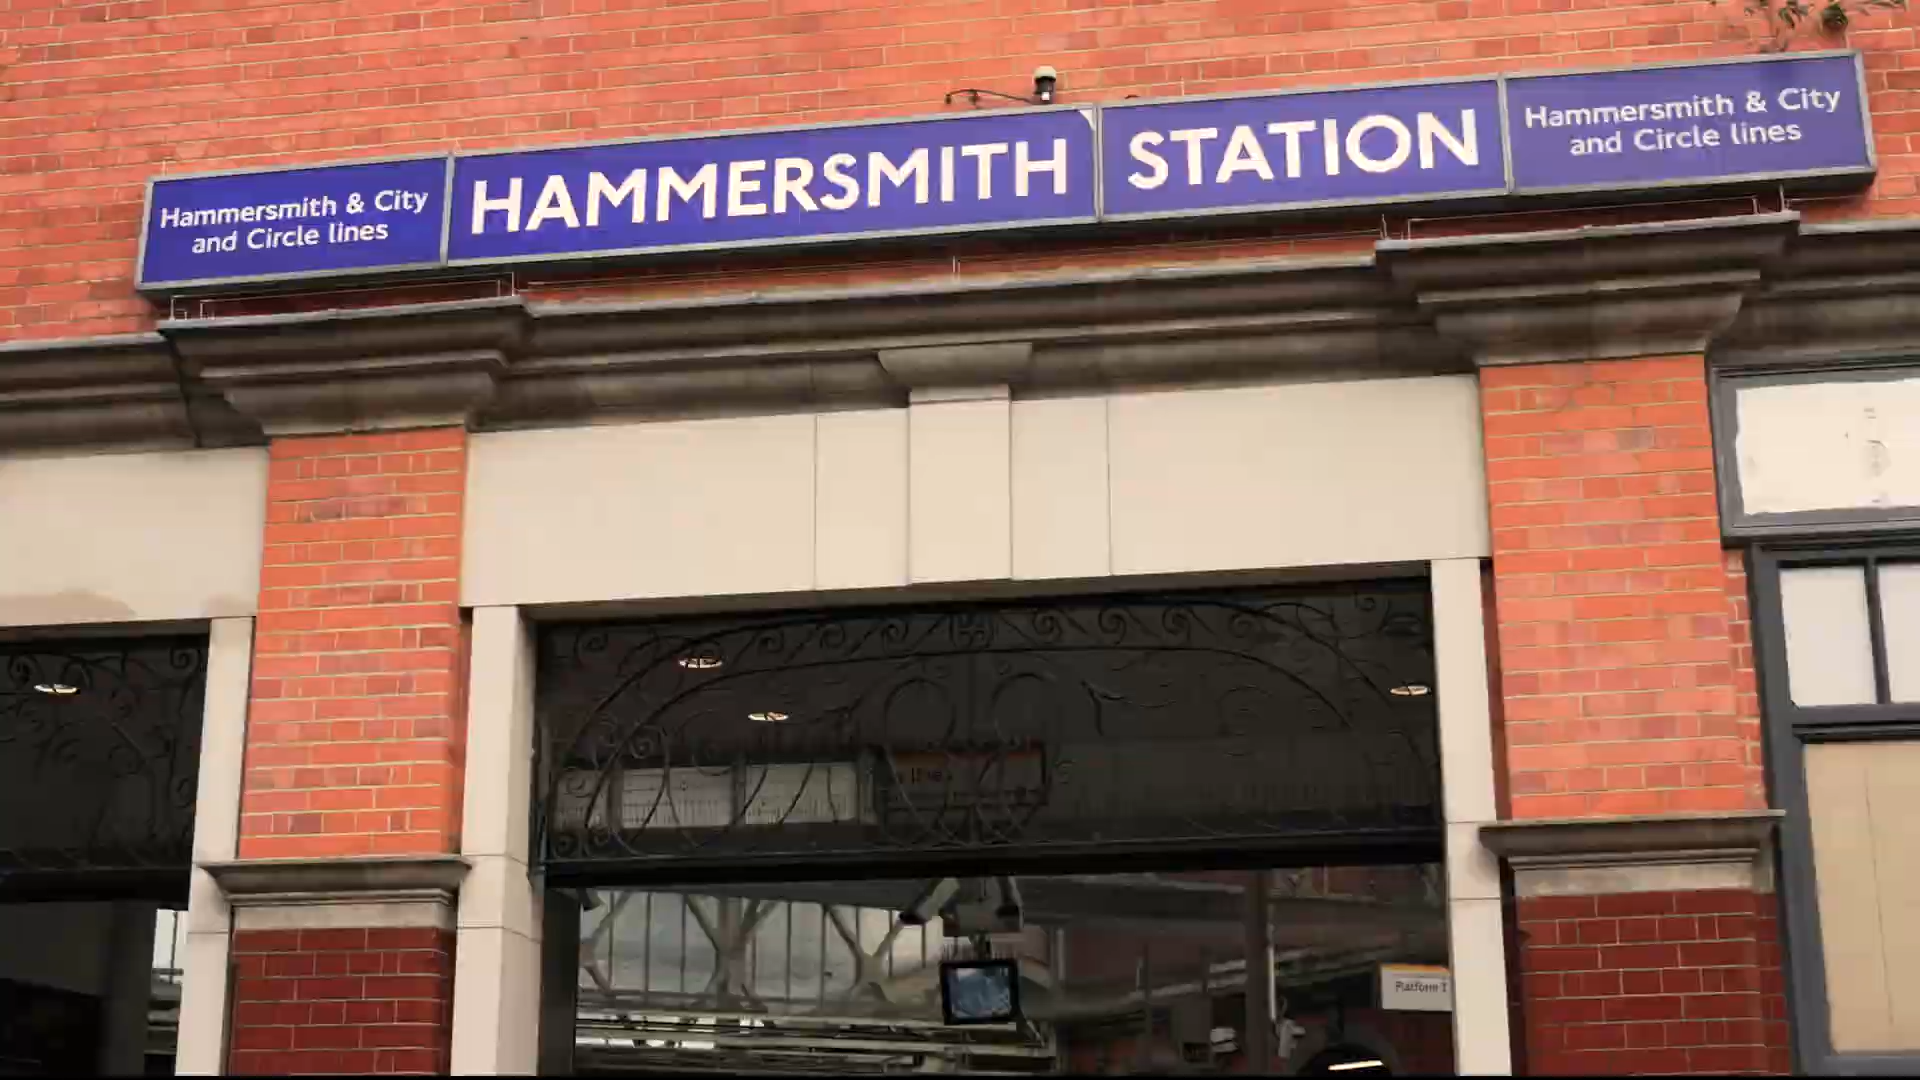 Hammersmith & City
and Circle lines
HAMMERSMITH STATION
Hammersmith & City
and Circle lines
Platform 1